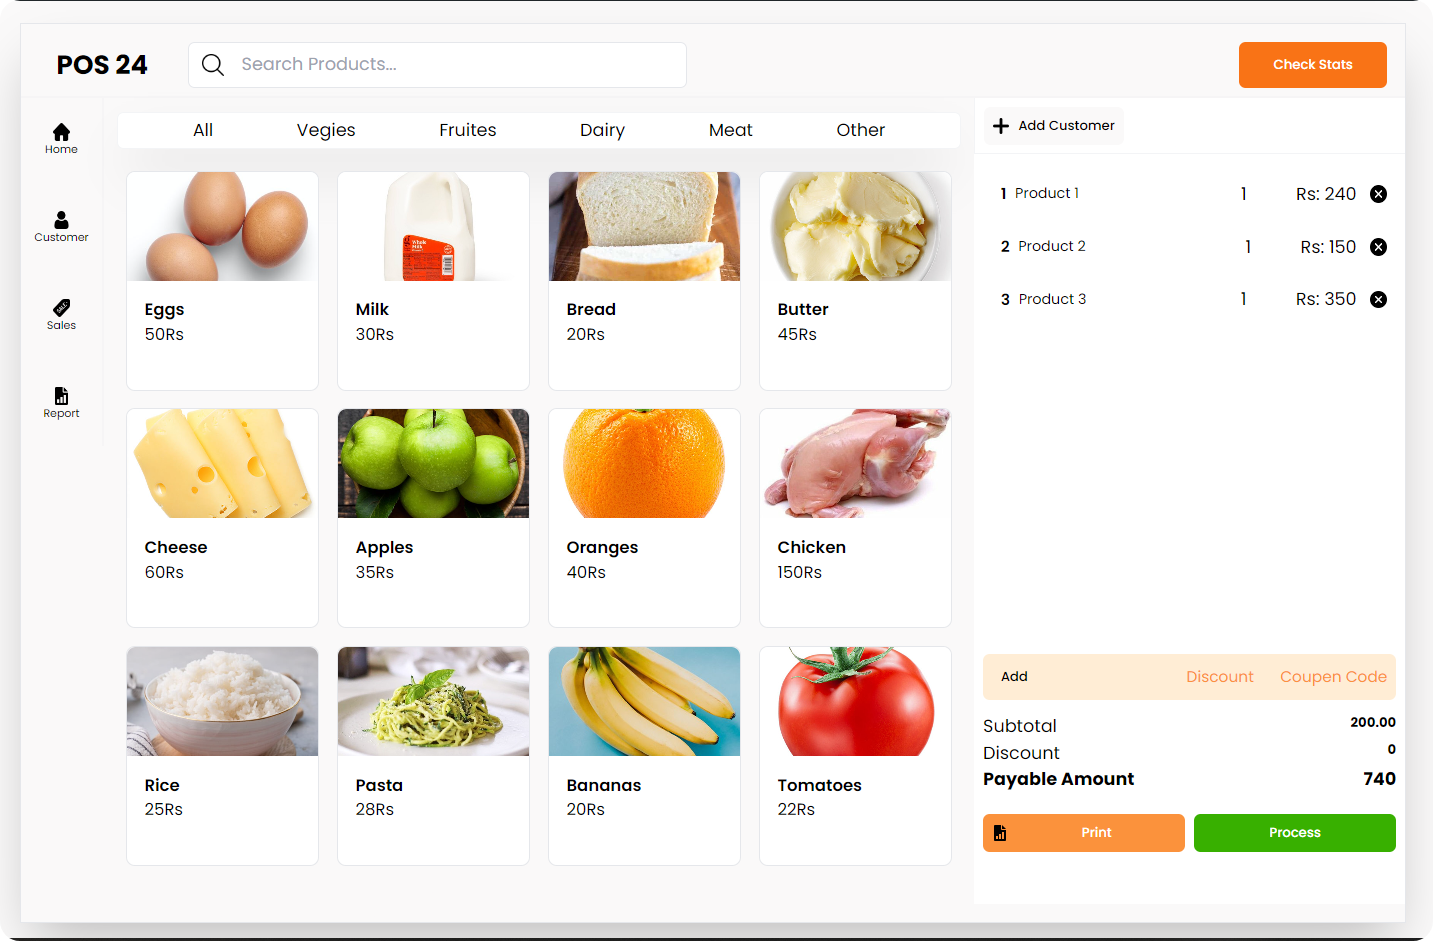 POS 24
Search Products...
Check Stats
Home
Customer
Sales
Report
All Vegies Fruites Dairy Meat Other
Eggs
50Rs
Milk
30Rs
Bread
20Rs
Butter
45Rs
Cheese
60Rs
Apples
35Rs
Oranges
40Rs
Chicken
150Rs
Rice
25Rs
Pasta
28Rs
Bananas
20Rs
Tomatoes
22Rs
Add Customer
1 Product 1 1 Rs: 240
2 Product 2 1 Rs: 150
3 Product 3 1 Rs: 350
Add Discount Coupen Code
Subtotal 200.00
Discount 0
Payable Amount 740
Print
Process
Whole
Milk
SALE